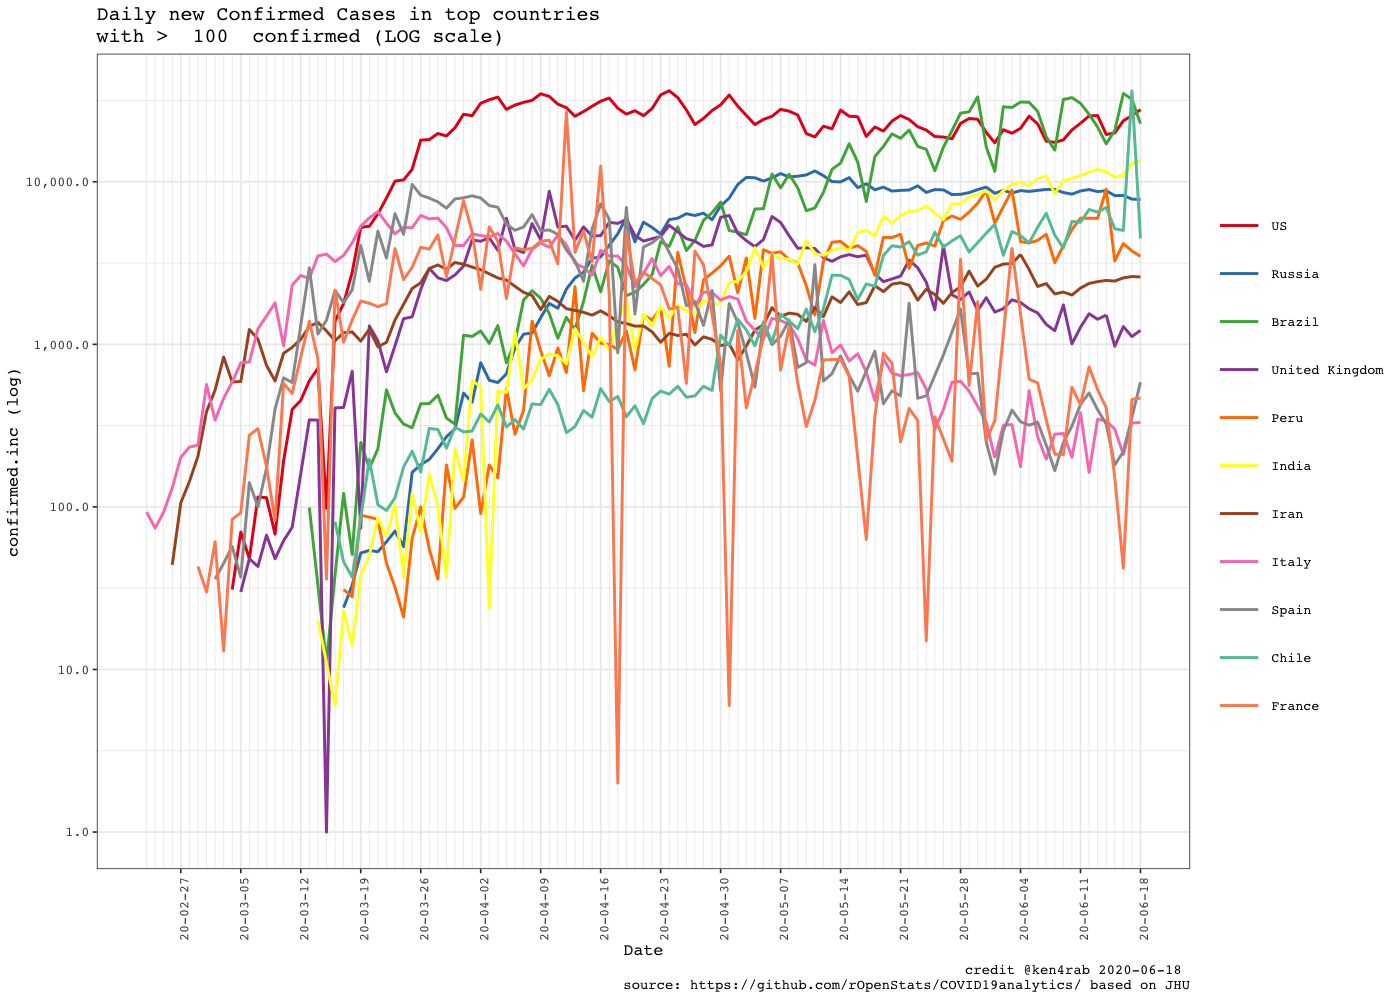 Daily new Confirmed Cases in top countries
with >  100  confirmed (LOG scale)
confirmed.inc (log)
10,000.0
1,000.0
100.0
10.0
1.0
20-02-27
20-03-05
20-03-12
20-03-19
20-03-26
20-04-02
20-04-09
20-04-16
20-04-23
20-04-30
20-05-07
20-05-14
20-05-21
20-05-28
20-06-04
20-06-11
20-06-18
Date
US
Russia
Brazil
United Kingdom
Peru
India
Iran
Italy
Spain
Chile
France
credit @ken4rab 2020-06-18
source: https://github.com/rOpenStats/COVID19analytics/ based on JHU